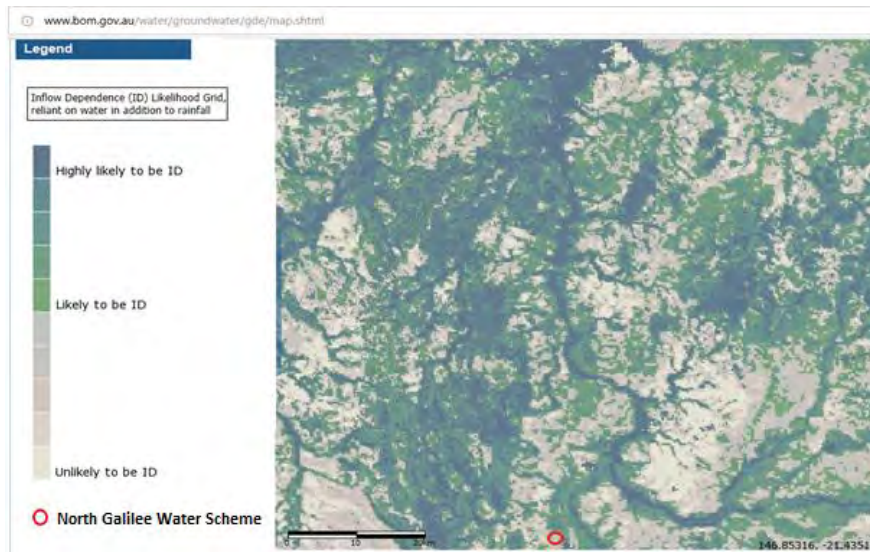 www.bom.gov.au/water/groundwater/gde/map.shtml
Legend
Inflow Dependence (ID) Likelihood Grid,
reliant on water in addition to rainfall
Highly likely to be ID
Likely to be ID
Unlikely to be ID
North Galilee Water Scheme
0 10 20 km
146.85316, -21.4351